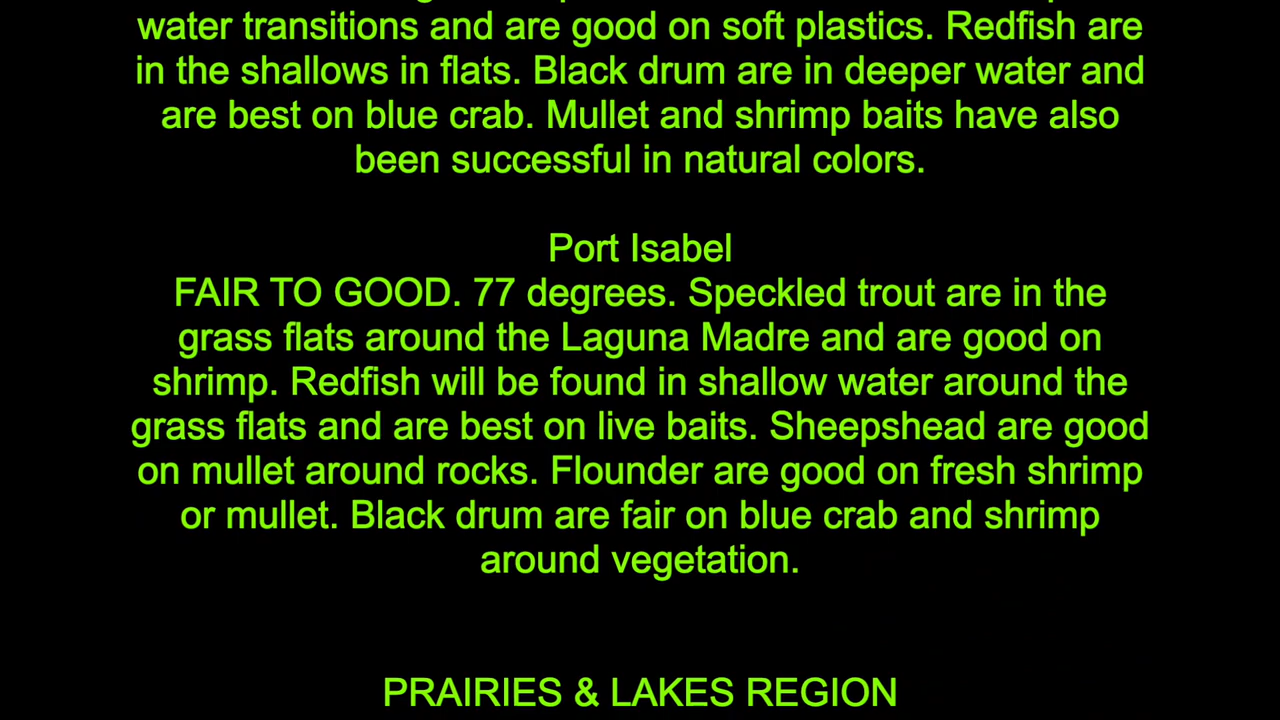 water transitions and are good on soft plastics. Redfish are
in the shallows in flats. Black drum are in deeper water and
are best on blue crab. Mullet and shrimp baits have also
been successful in natural colors.
Port Isabel
FAIR TO GOOD. 77 degrees. Speckled trout are in the
grass flats around the Laguna Madre and are good on
shrimp. Redfish will be found in shallow water around the
grass flats and are best on live baits. Sheepshead are good
on mullet around rocks. Flounder are good on fresh shrimp
or mullet. Black drum are fair on blue crab and shrimp
around vegetation.
PRAIRIES & LAKES REGION